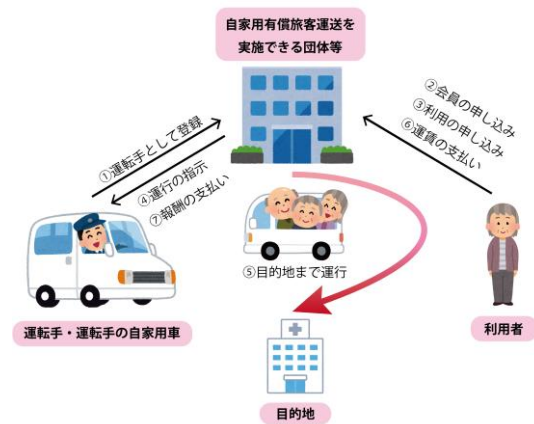 自家用有償旅客運送を
実施できる団体等
①運転手として登録
④運行の指示
⑦報酬の支払い
②会員の申し込み
③利用の申し込み
⑥運賃の支払い
⑤目的地まで運行
運転手・運転手の自家用車
利用者
目的地